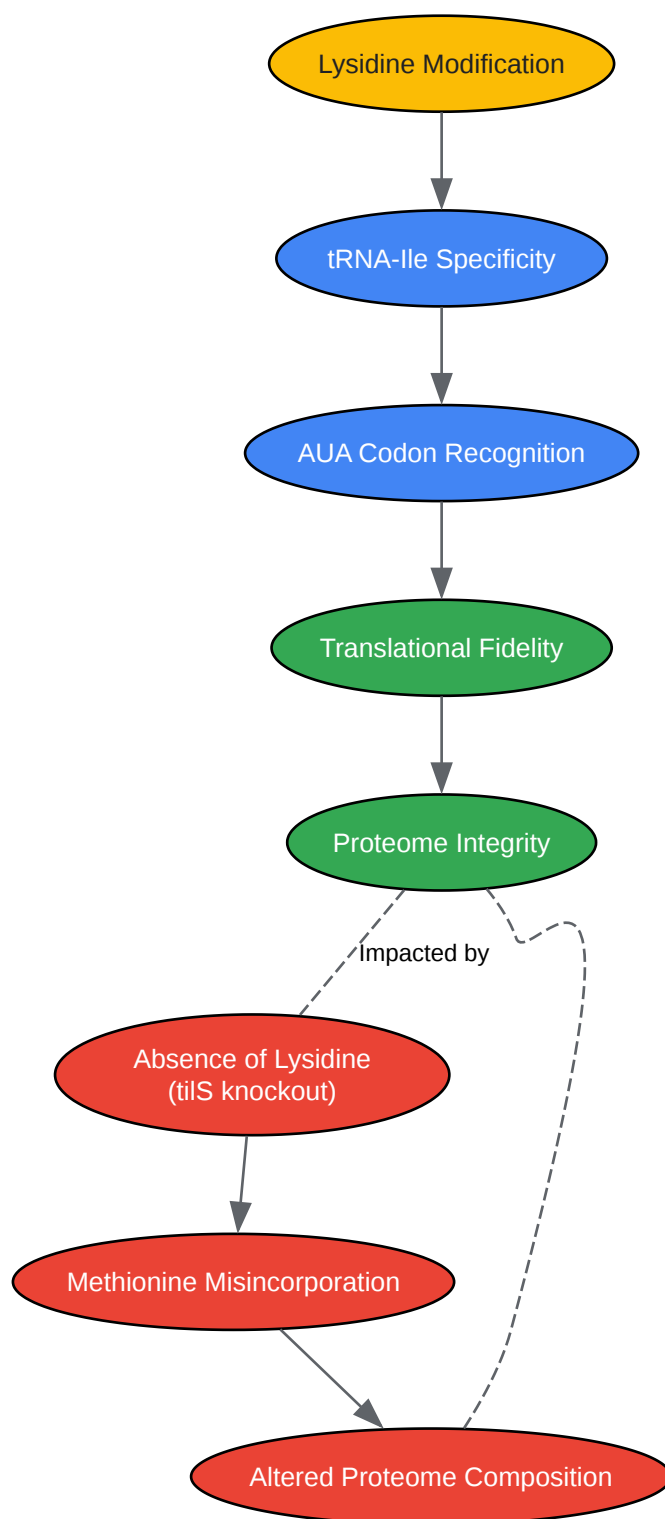 Lysidine Modification
tRNA-Ile Specificity
AUA Codon Recognition
Translational Fidelity
Proteome Integrity
Impacted by
Absence of Lysidine
(tilS knockout)
Methionine Misincorporation
Altered Proteome Composition